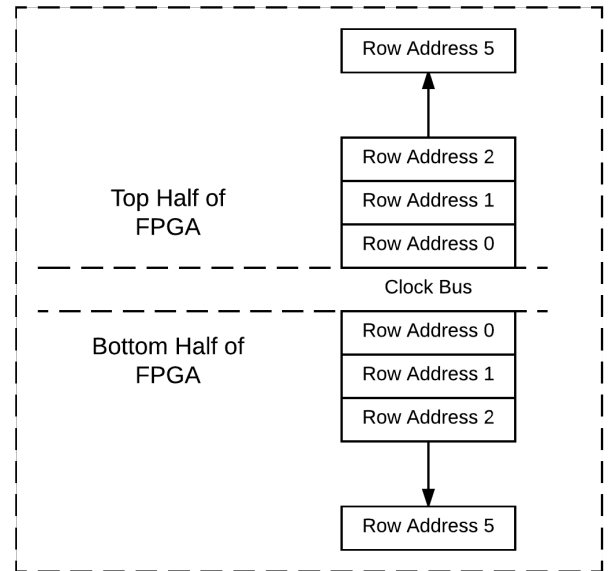 Row Address 5
Row Address 2
Row Address 1
Row Address 0
Top Half of
FPGA
Clock Bus
Row Address 0
Row Address 1
Row Address 2
Bottom Half of
FPGA
Row Address 5